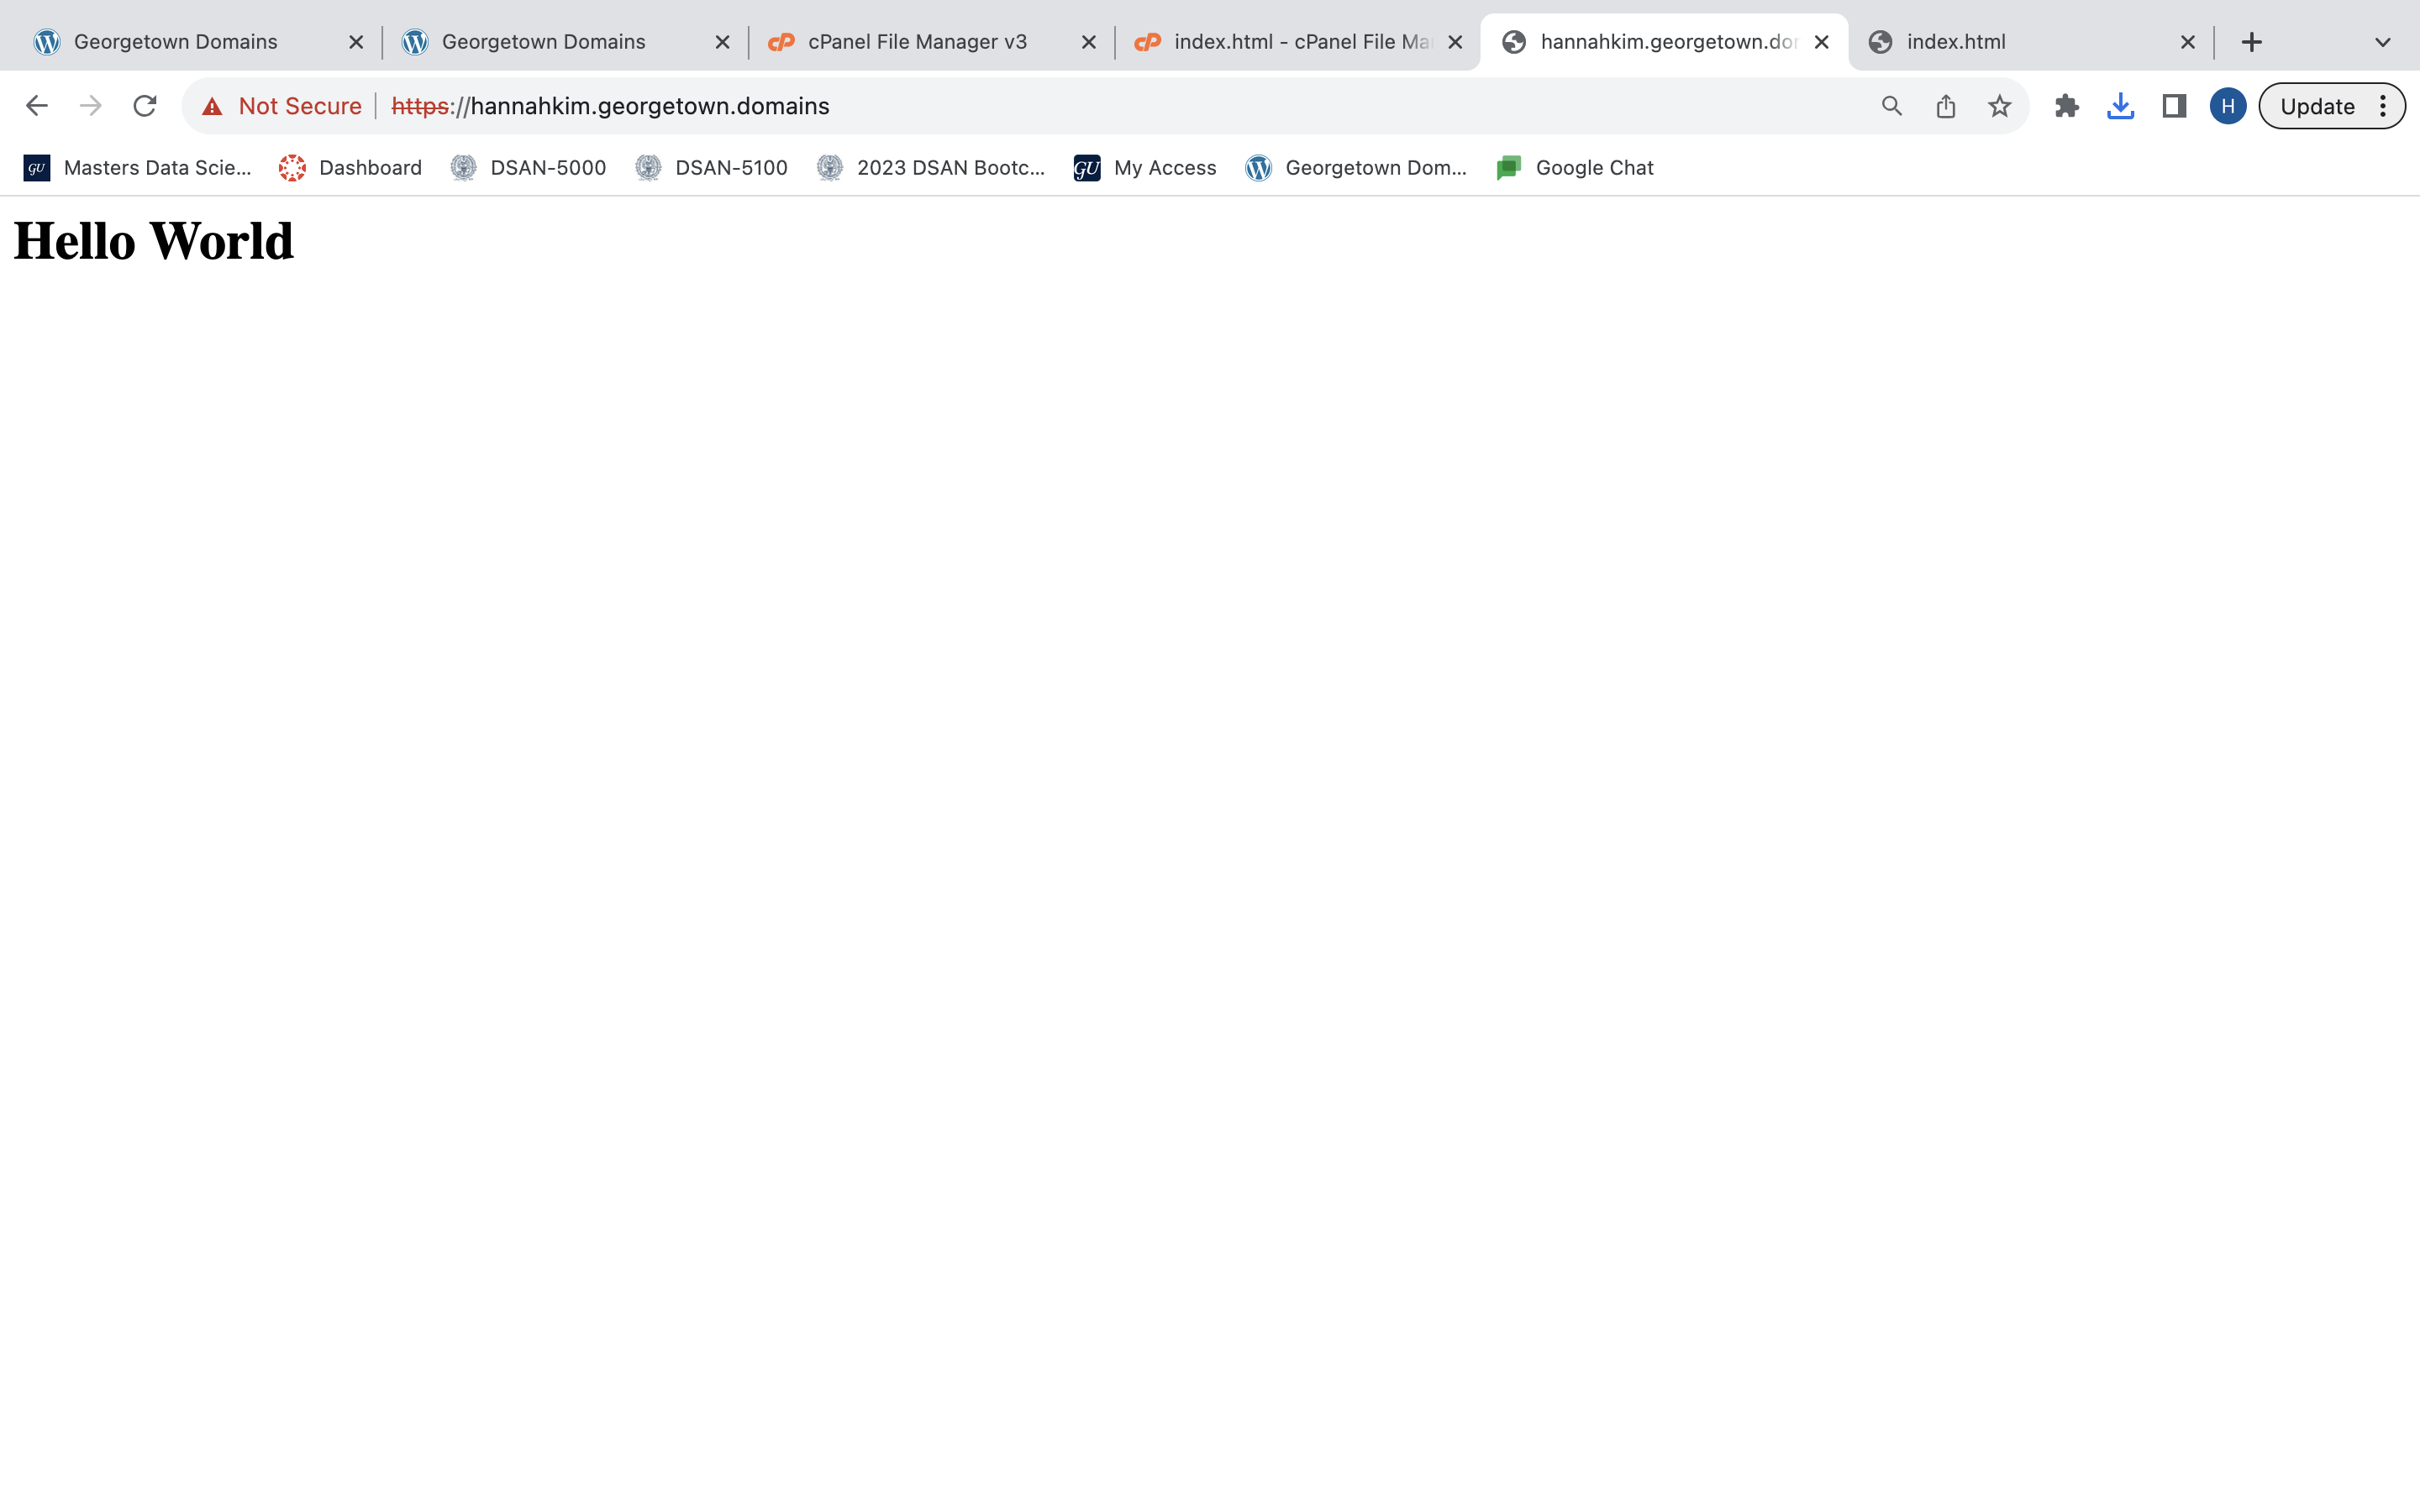 Georgetown Domains Georgetown Domains cPanel File Manager v3 index.html - cPanel File Ma hannahkim.georgetown.do index.html
Not Secure https://hannahkim.georgetown.domains H Update
GU Masters Data Scie... Dashboard DSAN-5000 DSAN-5100 2023 DSAN Bootc... GU My Access Georgetown Dom... Google Chat
Hello World